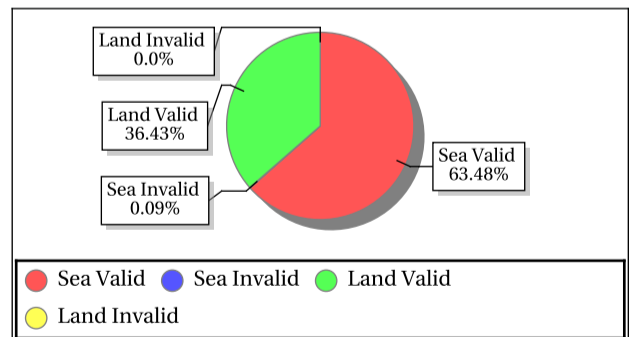 Land Invalid
0.0%
Land Valid
36.43%
Sea Invalid
0.09%
Sea Valid
63.48%
Sea Valid Sea Invalid Land Valid
Land Invalid